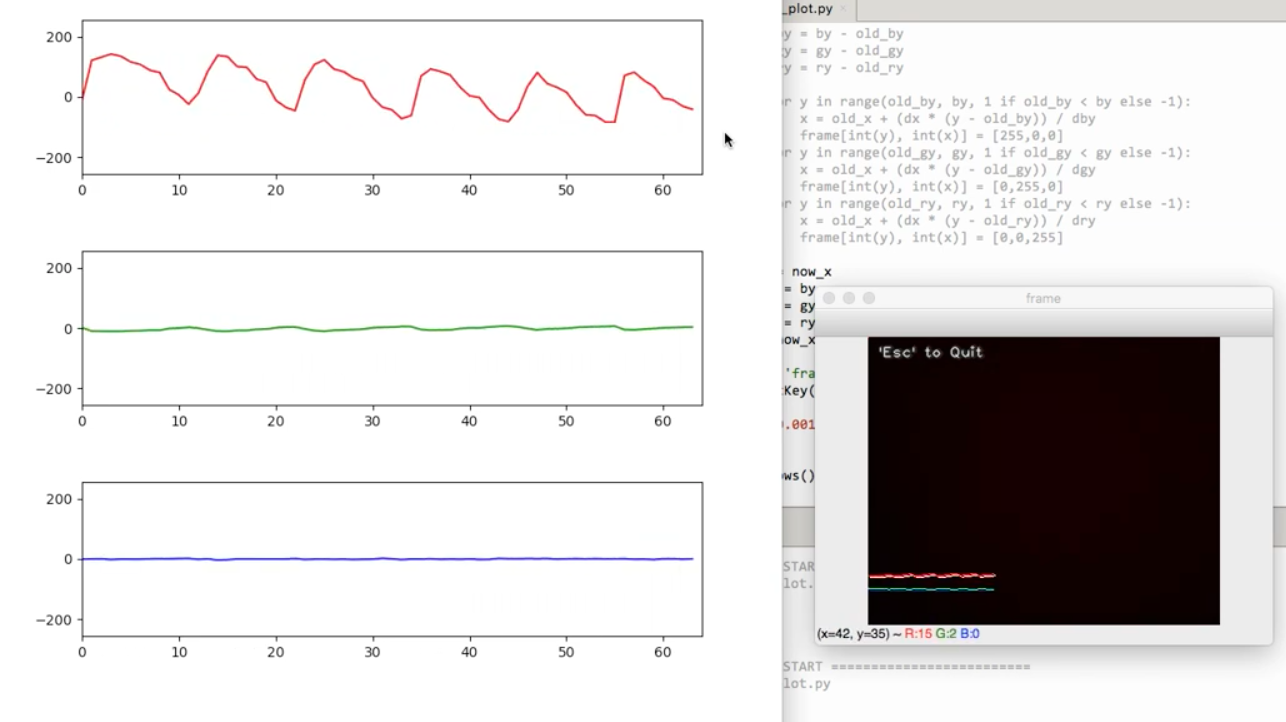 200
0
−200
0 10 20 30 40 50 60
200
0
−200
0 10 20 30 40 50 60
200
0
−200
0 10 20 30 40 50 60
_plot.py ×
y = by - old_by
y = gy - old_gy
y = ry - old_ry
r y in range(old_by, by, 1 if old_by < by else -1):
x = old_x + (dx * (y - old_by)) / dby
frame[int(y), int(x)] = [255,0,0]
r y in range(old_gy, gy, 1 if old_gy < gy else -1):
x = old_x + (dx * (y - old_gy)) / dgy
frame[int(y), int(x)] = [0,255,0]
r y in range(old_ry, ry, 1 if old_ry < ry else -1):
x = old_x + (dx * (y - old_ry)) / dry
frame[int(y), int(x)] = [0,0,255]
= now_x
= by
= gy
= ry
ow_x
'fra
Key(
.001
ws()
frame
'Esc' to Quit
(x=42, y=35) ~ R:15 G:2 B:0
STAR
lot.
START =========================
lot.py